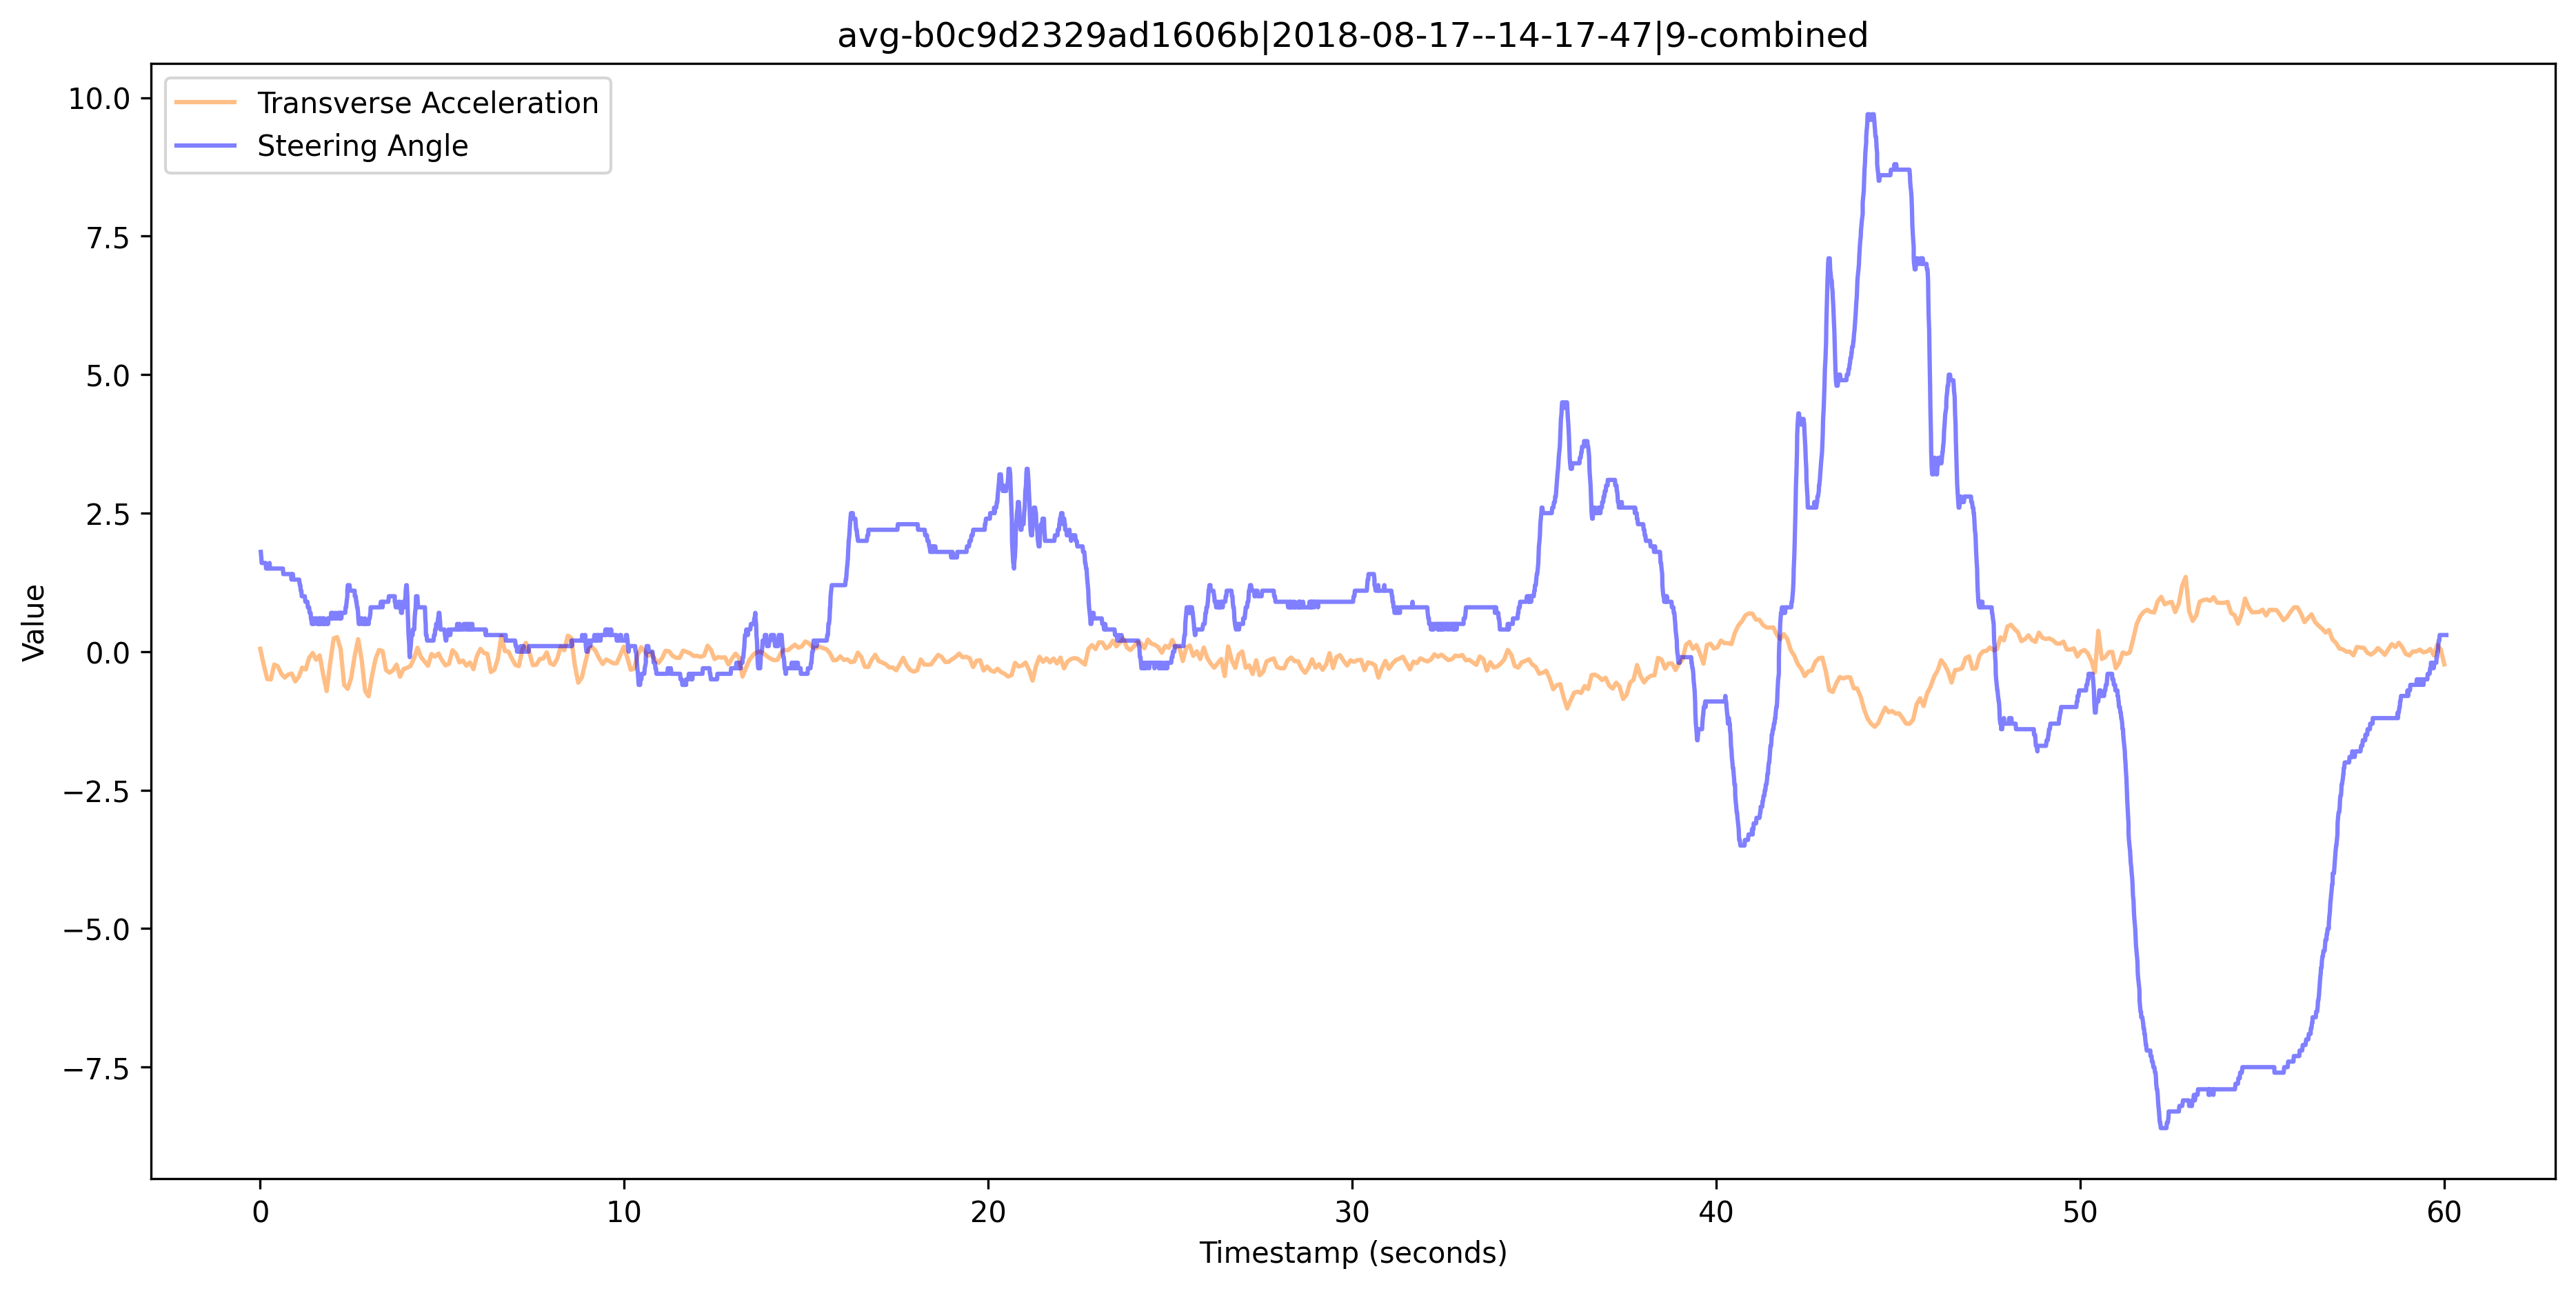 avg-b0c9d2329ad1606b|2018-08-17--14-17-47|9-combined
Transverse Acceleration
Steering Angle
10.0
7.5
5.0
2.5
0.0
−2.5
−5.0
−7.5
Value
0 10 20 30 40 50 60
Timestamp (seconds)